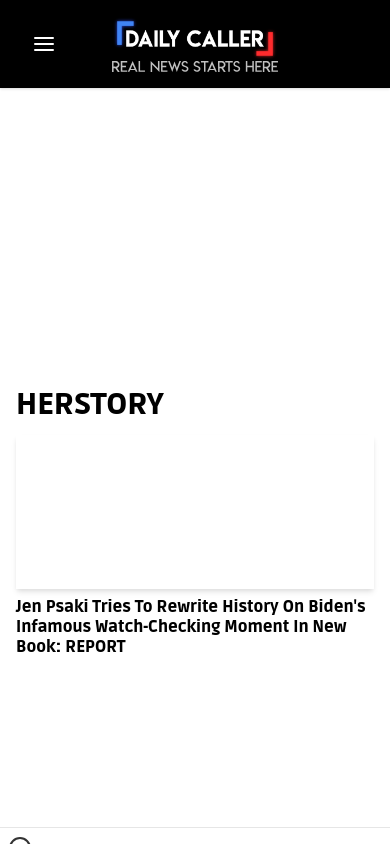 DAILY CALLER
REAL NEWS STARTS HERE
HERSTORY
Jen Psaki Tries To Rewrite History On Biden's
Infamous Watch-Checking Moment In New
Book: REPORT